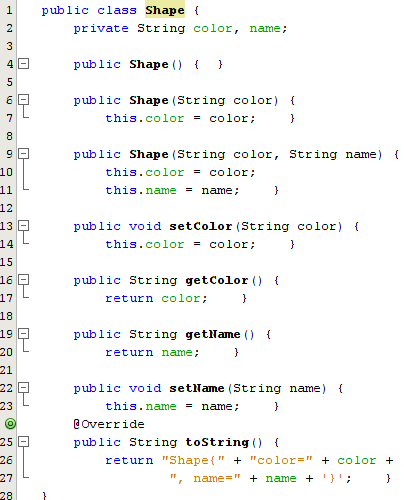 1 public class Shape {
2 private String color, name;
3
4 public Shape() { }
5
6 public Shape(String color) {
7 this.color = color; }
8
9 public Shape(String color, String name) {
10 this.color = color;
11 this.name = name; }
12
13 public void setColor(String color) {
14 this.color = color; }
15
16 public String getColor() {
17 return color; }
18
19 public String getName() {
20 return name; }
21
22 public void setName(String name) {
23 this.name = name; }
@Override
25 public String toString() {
26 return "Shape{" + "color=" + color +
27 ", name=" + name + '}'; }
28 }